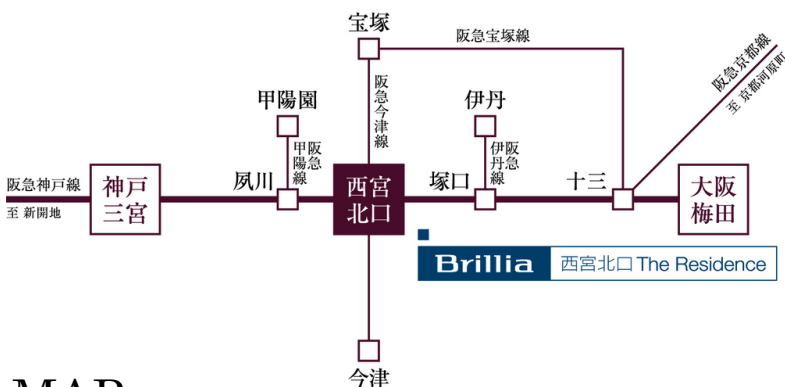 宝塚
阪急宝塚線
阪急京都線
至 京都河原町
阪急今津線
甲陽園
伊丹
阪急
甲陽線
阪急
伊丹線
阪急神戸線
至 新開地
神戸
三宮
夙川
西宮
北口
塚口
十三
大阪
梅田
Brillia 西宮北口 The Residence
今津
MAP